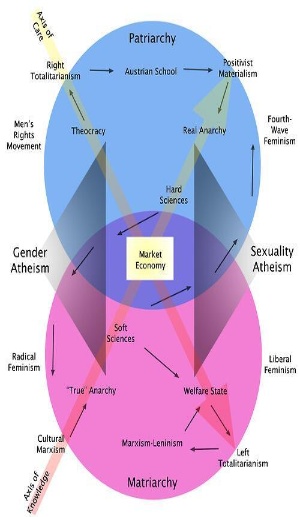 Axis of
Care
Patriarchy
Right
Totalitarianism
Austrian School
Positivist
Materialism
Men's
Rights
Movement
Theocracy
Real Anarchy
Fourth-
Wave
Feminism
Hard
Sciences
Gender
Atheism
Market
Economy
Sexuality
Atheism
Soft
Sciences
Radical
Feminism
Liberal
Feminism
"True" Anarchy
Welfare State
Cultural
Marxism
Marxism-Leninism
Left
Totalitarianism
Matriarchy
Axis of
Knowledge